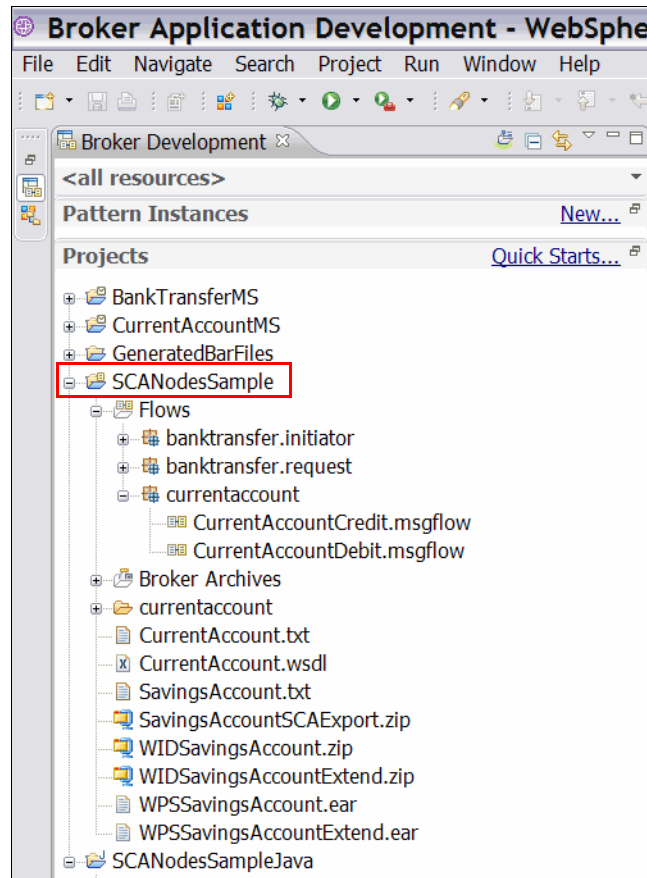 Broker Application Development - WebSphe
File Edit Navigate Search Project Run Window Help
Broker Development
<all resources>
Pattern Instances New...
Projects Quick Starts...
BankTransferMS
CurrentAccountMS
GeneratedBarFiles
SCANodesSample
Flows
banktransfer.initiator
banktransfer.request
currentaccount
CurrentAccountCredit.msgflow
CurrentAccountDebit.msgflow
Broker Archives
currentaccount
CurrentAccount.txt
CurrentAccount.wsdl
SavingsAccount.txt
SavingsAccountSCAExport.zip
WIDSavingsAccount.zip
WIDSavingsAccountExtend.zip
WPSSavingsAccount.ear
WPSSavingsAccountExtend.ear
SCANodesSampleJava